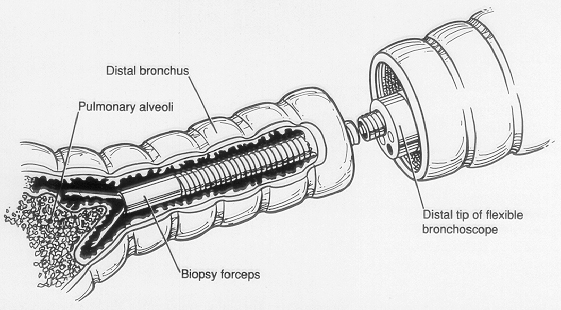 Distal bronchus
Pulmonary alveoli
Distal tip of flexible
bronchoscope
Biopsy forceps